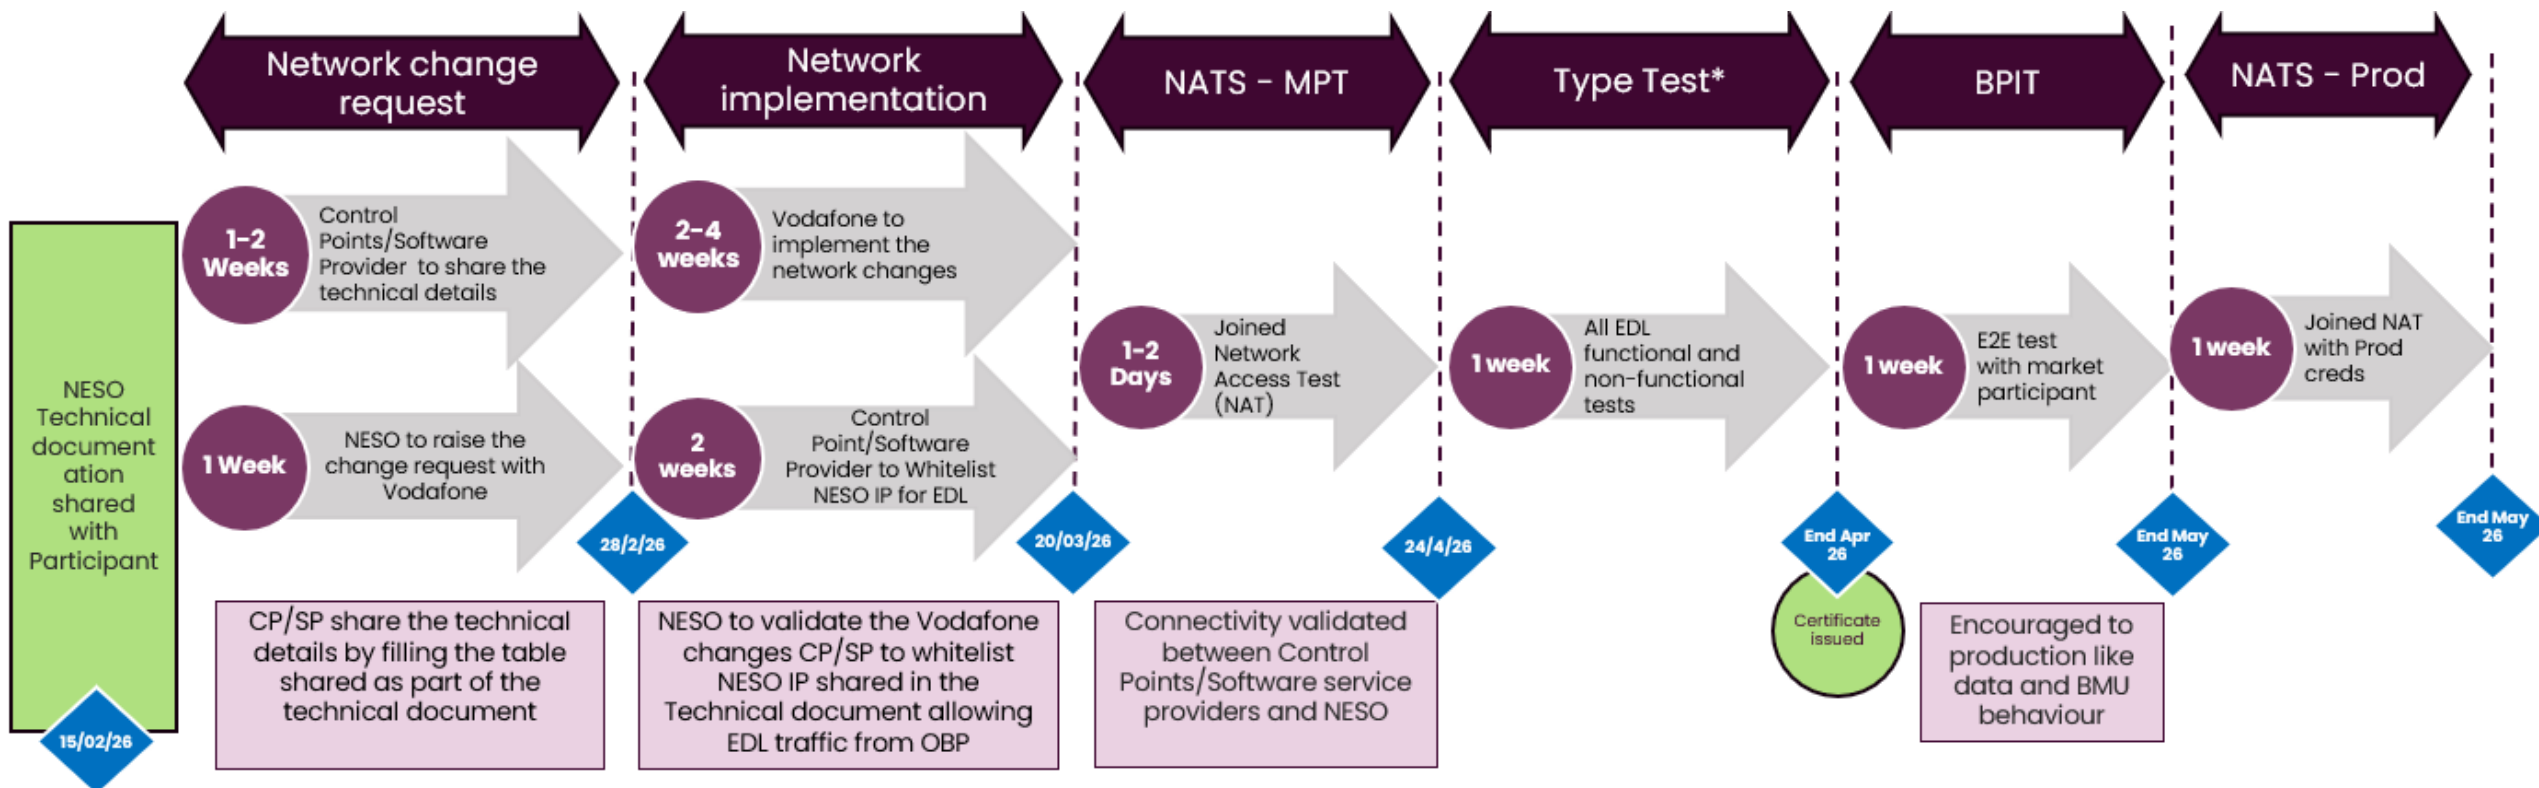 Network change
request
Network
implementation
NATS - MPT
Type Test*
BPIT
NATS - Prod
NESO
Technical
document
ation
shared
with
Participant
15/02/26
1-2
Weeks
Control
Points/Software
Provider to share the
technical details
1 Week
NESO to raise the
change request with
Vodafone
28/2/26
CP/SP share the technical
details by filling the table
shared as part of the
technical document
2-4
weeks
Vodafone to
implement the
network changes
2
weeks
Control
Point/Software
Provider to Whitelist
NESO IP for EDL
20/03/26
NESO to validate the Vodafone
changes CP/SP to whitelist
NESO IP shared in the
Technical document allowing
EDL traffic from OBP
1-2
Days
Joined
Network
Access Test
(NAT)
24/4/26
Connectivity validated
between Control
Points/Software service
providers and NESO
1 week
All EDL
functional and
non-functional
tests
End Apr
26
Certificate
issued
1 week
E2E test
with market
participant
End May
26
Encouraged to
production like
data and BMU
behaviour
1 week
Joined NAT
with Prod
creds
End May
26